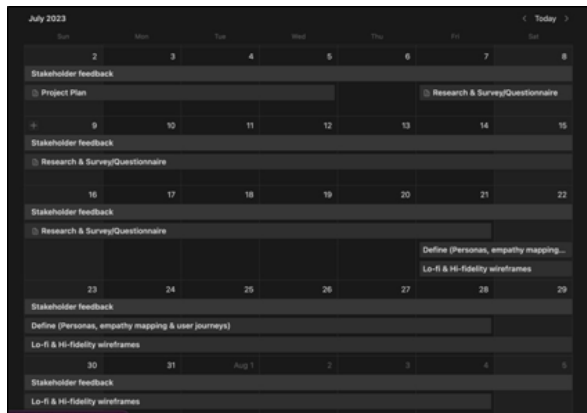 July 2023 < Today >
Sun Mon Tue Wed Thu Fri Sat
2 3 4 5 6 7 8
Stakeholder feedback
Project Plan Research & Survey/Questionnaire
+ 9 10 11 12 13 14 15
Stakeholder feedback
Research & Survey/Questionnaire
16 17 18 19 20 21 22
Stakeholder feedback
Research & Survey/Questionnaire
Define (Personas, empathy mapping...
Lo-fi & Hi-fidelity wireframes
23 24 25 26 27 28 29
Stakeholder feedback
Define (Personas, empathy mapping & user journeys)
Lo-fi & Hi-fidelity wireframes
30 31 Aug 1 2 3 4 5
Stakeholder feedback
Lo-fi & Hi-fidelity wireframes